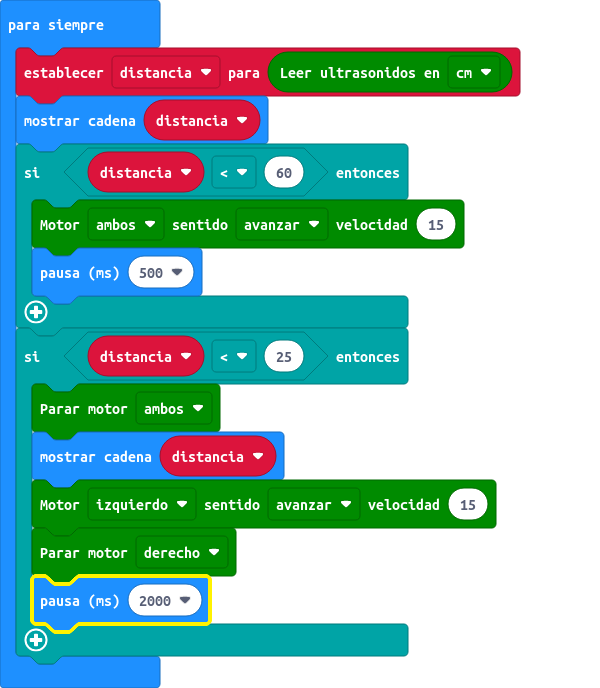 para siempre
establecer distancia para Leer ultrasonidos en cm
mostrar cadena distancia
si distancia < 60 entonces
Motor ambos sentido avanzar velocidad 15
pausa (ms) 500
si distancia < 25 entonces
Parar motor ambos
mostrar cadena distancia
Motor izquierdo sentido avanzar velocidad 15
Parar motor derecho
pausa (ms) 2000